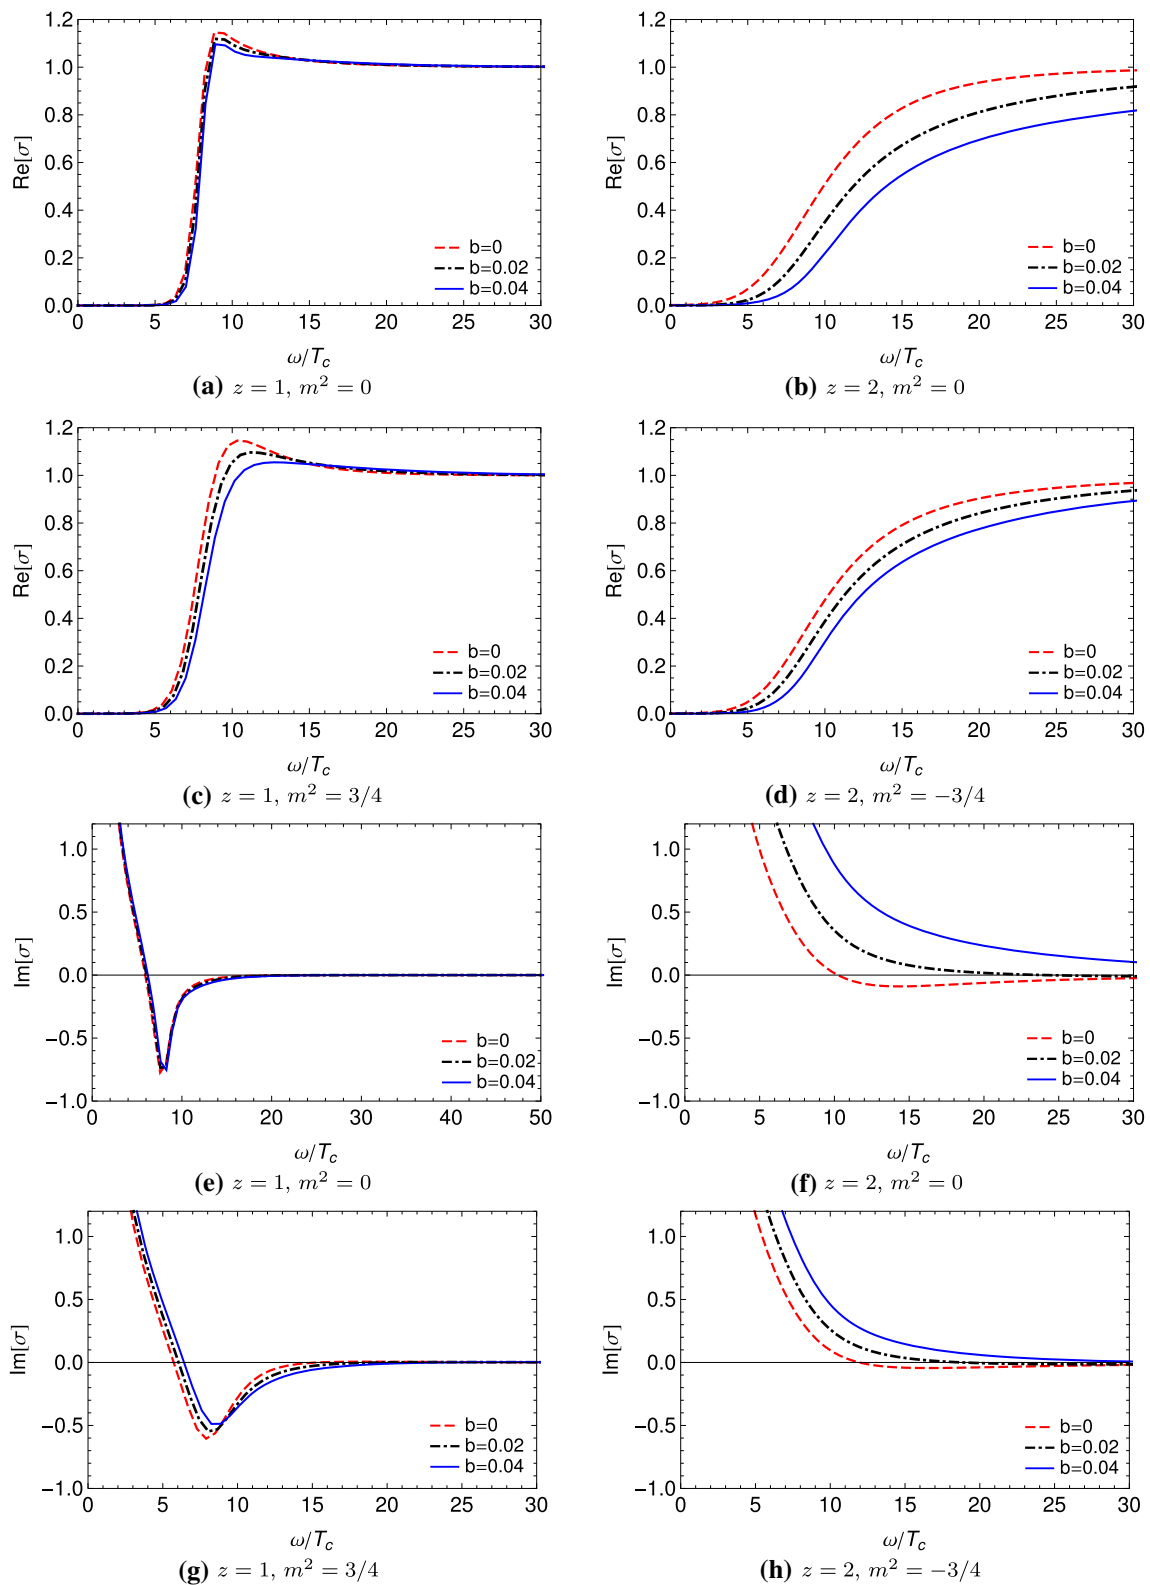 1.2
1.0
0.8
0.6
0.4
0.2
0.0
Re[σ]
b=0
b=0.02
b=0.04
0 5 10 15 20 25 30
ω/Tc
(a) z = 1, m² = 0
1.2
1.0
0.8
0.6
0.4
0.2
0.0
Re[σ]
b=0
b=0.02
b=0.04
0 5 10 15 20 25 30
ω/Tc
(b) z = 2, m² = 0
1.2
1.0
0.8
0.6
0.4
0.2
0.0
Re[σ]
b=0
b=0.02
b=0.04
0 5 10 15 20 25 30
ω/Tc
(c) z = 1, m² = 3/4
1.2
1.0
0.8
0.6
0.4
0.2
0.0
Re[σ]
b=0
b=0.02
b=0.04
0 5 10 15 20 25 30
ω/Tc
(d) z = 2, m² = −3/4
1.0
0.5
0.0
−0.5
−1.0
Im[σ]
b=0
b=0.02
b=0.04
0 10 20 30 40 50
ω/Tc
(e) z = 1, m² = 0
1.0
0.5
0.0
−0.5
−1.0
Im[σ]
b=0
b=0.02
b=0.04
0 5 10 15 20 25 30
ω/Tc
(f) z = 2, m² = 0
1.0
0.5
0.0
−0.5
−1.0
Im[σ]
b=0
b=0.02
b=0.04
0 5 10 15 20 25 30
ω/Tc
(g) z = 1, m² = 3/4
1.0
0.5
0.0
−0.5
−1.0
Im[σ]
b=0
b=0.02
b=0.04
0 5 10 15 20 25 30
ω/Tc
(h) z = 2, m² = −3/4